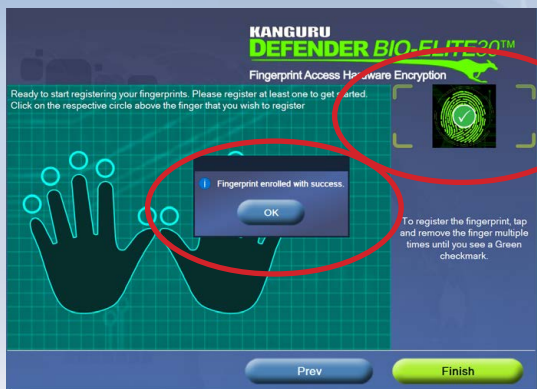 KANGURU
DEFENDER BIO-ELITE30™
Fingerprint Access Hardware Encryption
Ready to start registering your fingerprints. Please register at least one to get started.
Click on the respective circle above the finger that you wish to register
Fingerprint enrolled with success.
OK
To register the fingerprint, tap
and remove the finger multiple
times until you see a Green
checkmark.
Prev
Finish